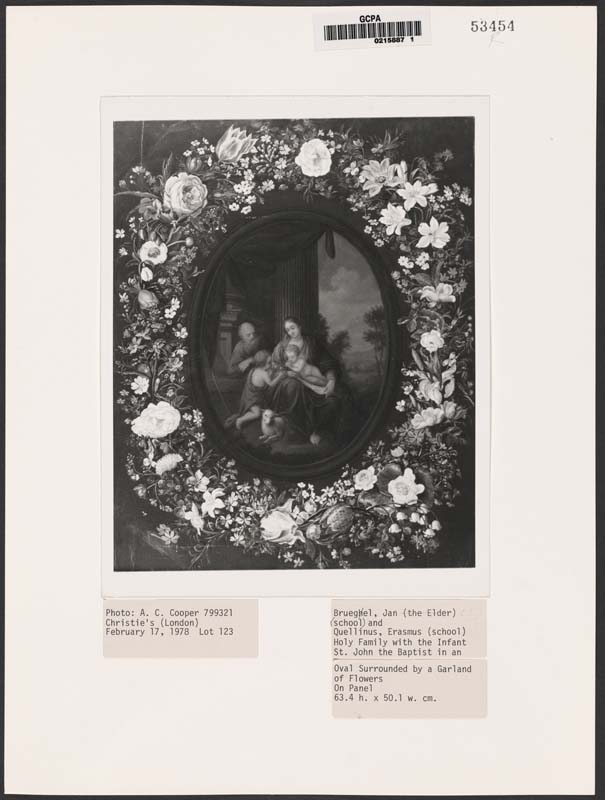 GCPA
0215887 1
53454
R
Photo: A. C. Cooper 799321
Christie's (London)
February 17, 1978 Lot 123
Brueghel, Jan (the Elder)
(school) and
Quellinus, Erasmus (school)
Holy Family with the Infant
St. John the Baptist in an
Oval Surrounded by a Garland
of Flowers
On Panel
63.4 h. x 50.1 w. cm.